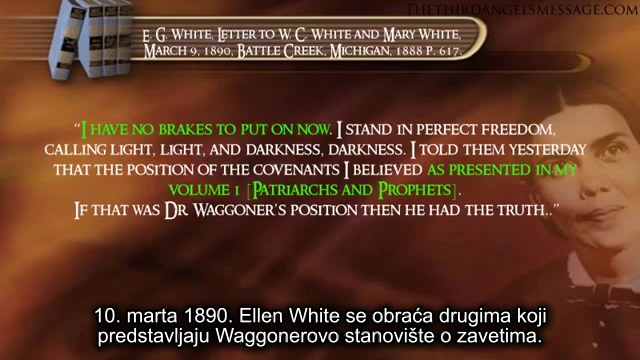 TheThirdAngelsMessage.com
E. G. White, Letter to W. C. White and Mary White,
March 9, 1890, Battle Creek, Michigan, 1888 p. 617.
“I have no brakes to put on now. I stand in perfect freedom,
calling light, light, and darkness, darkness. I told them yesterday
that the position of the covenants I believed as presented in my
volume 1 [Patriarchs and Prophets].
If that was Dr. Waggoner's position then he had the truth..”
10. marta 1890. Ellen White se obraća drugima koji
predstavljaju Waggonerovo stanovište o zavetima.